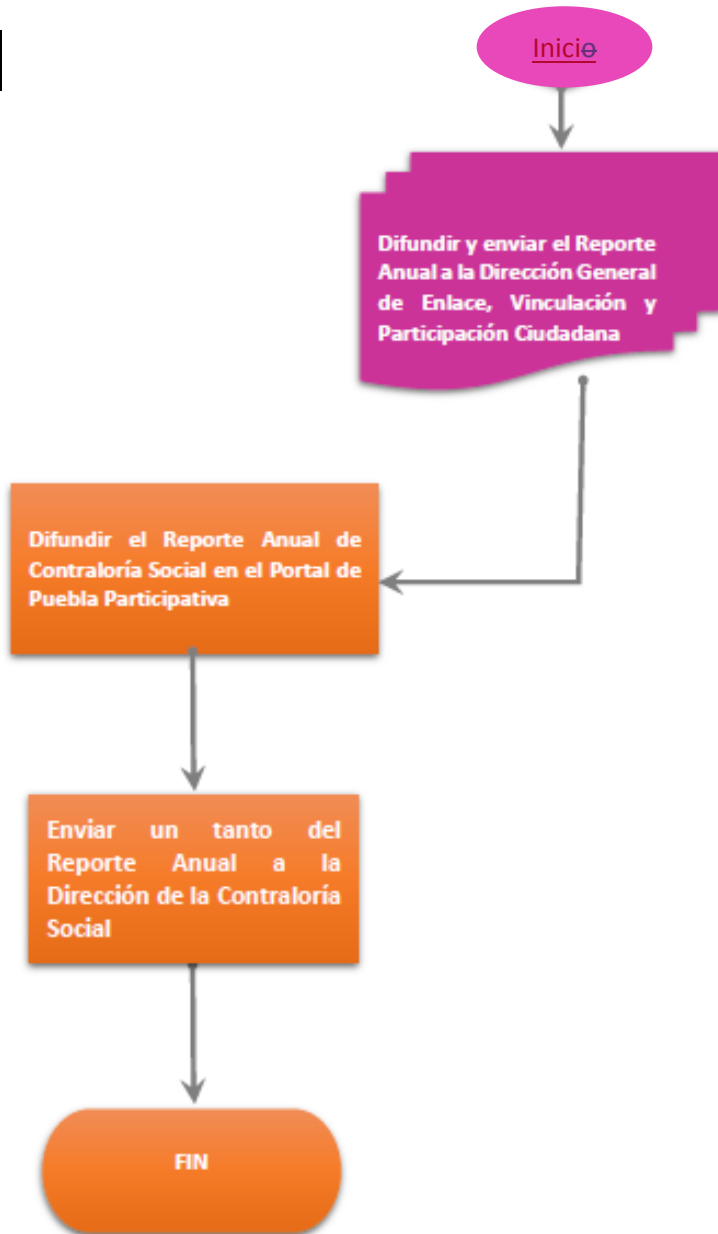 Inicio
Difundir y enviar el Reporte
Anual a la Dirección General
de Enlace, Vinculación y
Participación Ciudadana
Difundir el Reporte Anual de
Contraloría Social en el Portal de
Puebla Participativa
Enviar un tanto del
Reporte Anual a la
Dirección de la Contraloría
Social
FIN